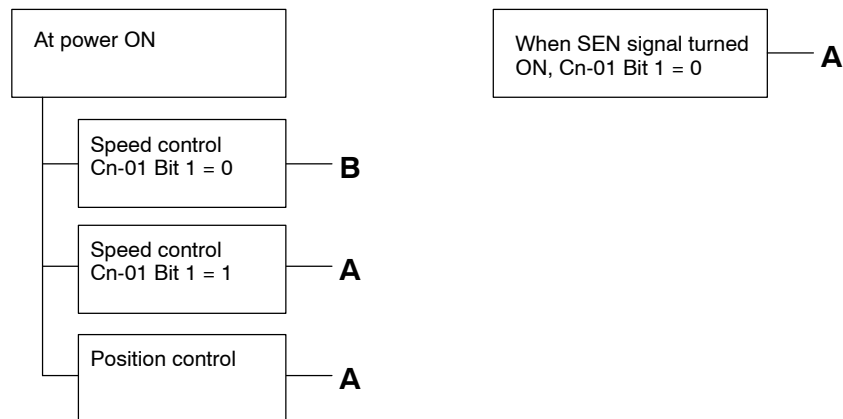 At power ON
When SEN signal turned
ON, Cn-01 Bit 1 = 0
A
Speed control
Cn-01 Bit 1 = 0
B
Speed control
Cn-01 Bit 1 = 1
A
Position control
A